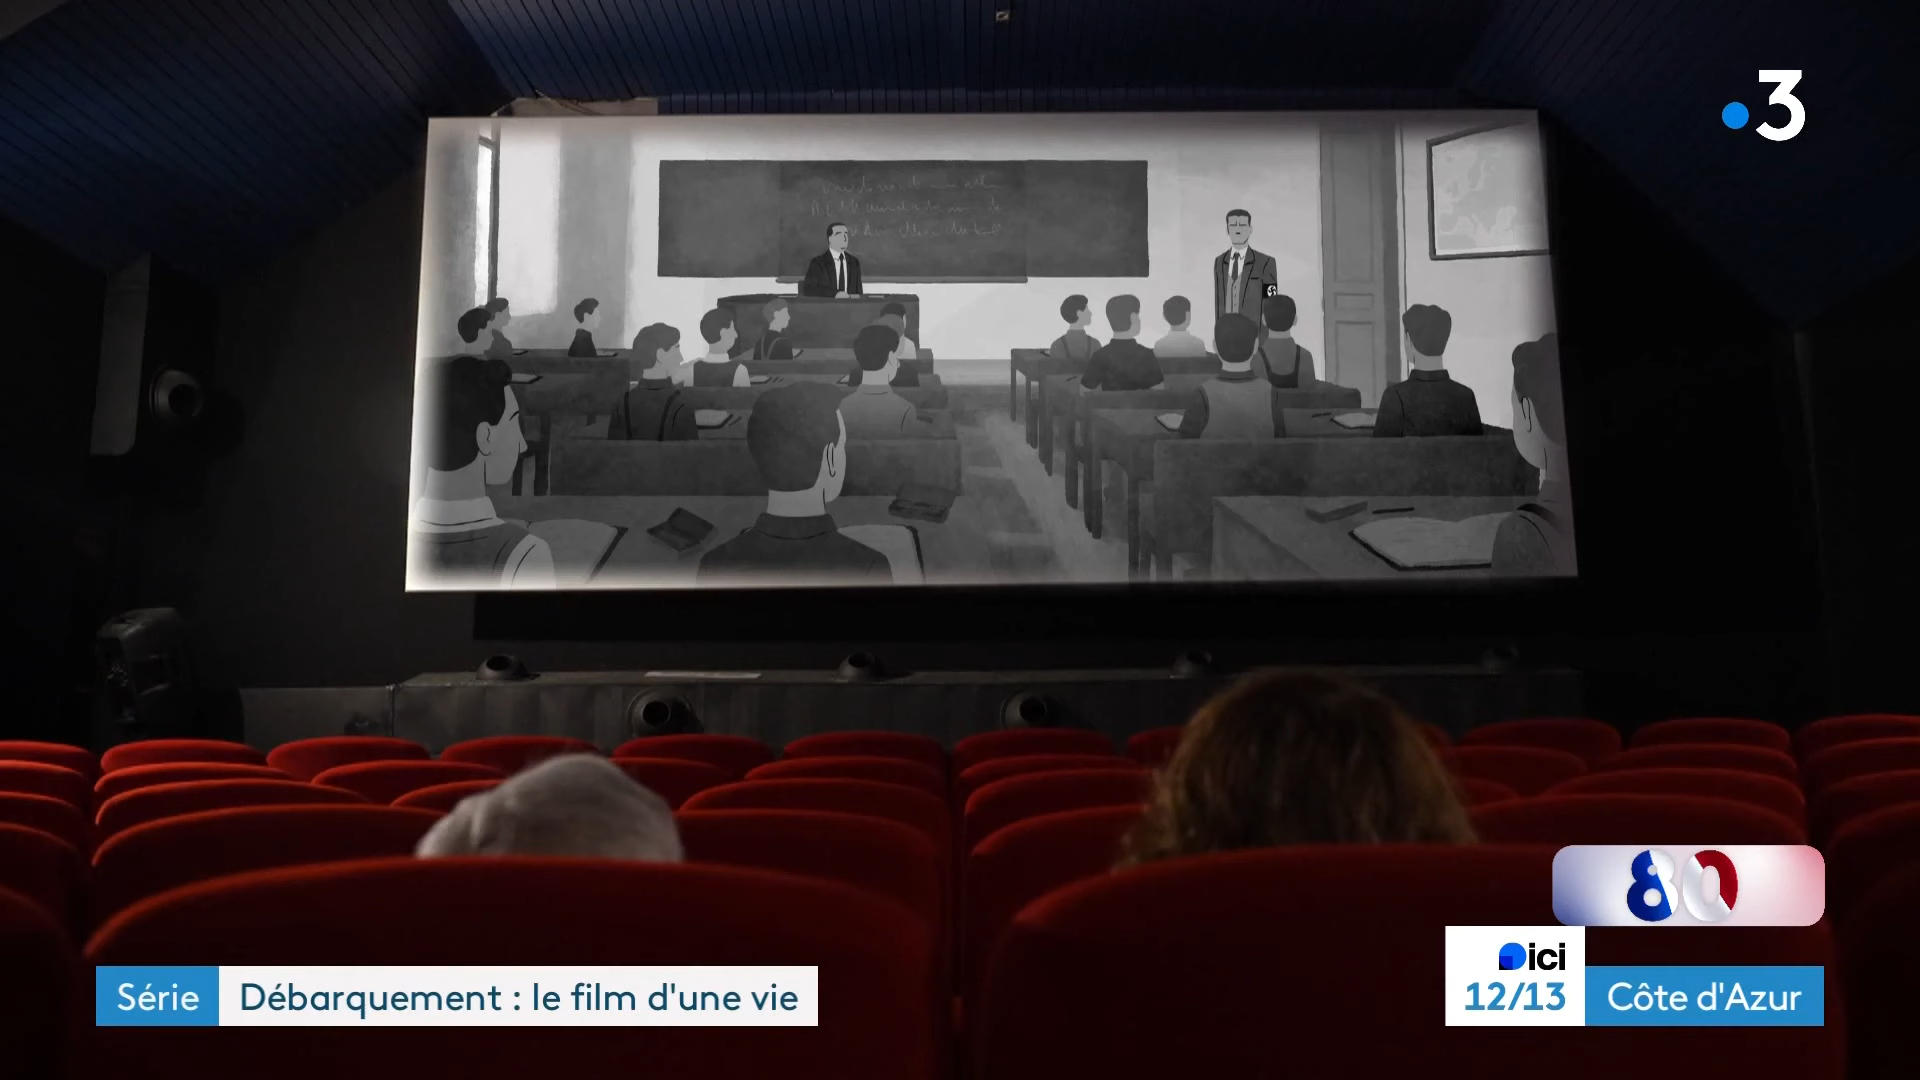 3
80
ici
12/13
Côte d'Azur
Série
Débarquement : le film d'une vie